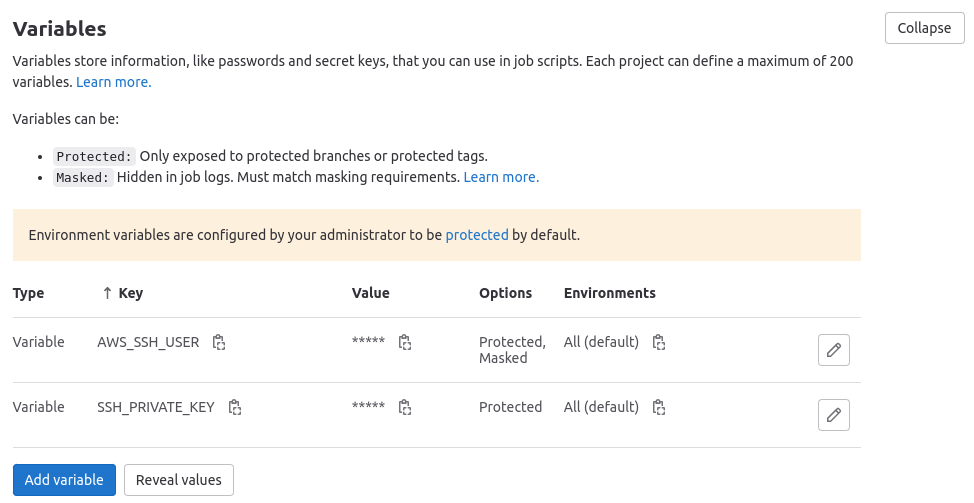 Variables
Collapse
Variables store information, like passwords and secret keys, that you can use in job scripts. Each project can define a maximum of 200
variables. Learn more.
Variables can be:
• Protected: Only exposed to protected branches or protected tags.
• Masked: Hidden in job logs. Must match masking requirements. Learn more.
Environment variables are configured by your administrator to be protected by default.
Type ↑ Key Value Options Environments
Variable AWS_SSH_USER ***** Protected, All (default)
Masked
Variable SSH_PRIVATE_KEY ***** Protected All (default)
Add variable Reveal values